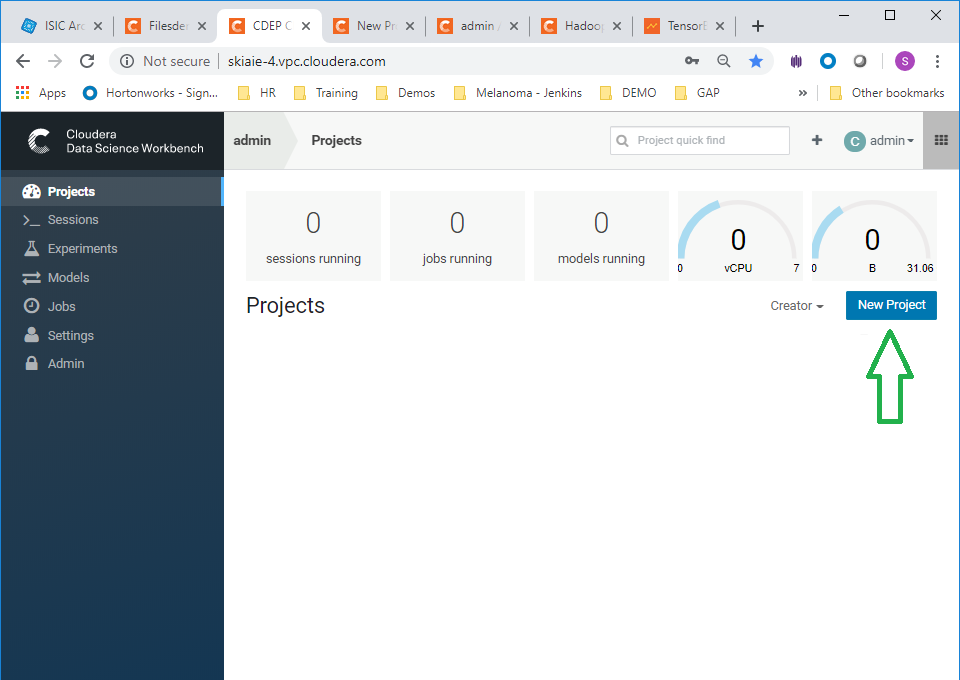 ISIC Arc
Filesder
CDEP C
New Pr
admin
Hadoop
TensorB
Not secure
skiaie-4.vpc.cloudera.com
S
Apps
Hortonworks - Sign...
HR
Training
Demos
Melanoma - Jenkins
DEMO
GAP
»
Other bookmarks
Cloudera
Data Science Workbench
admin
Projects
Project quick find
+
C
admin
Projects
Sessions
Experiments
Models
Jobs
Settings
Admin
0
sessions running
0
jobs running
0
models running
0
0
vCPU
7
0
0
B
31.06
Projects
Creator
New Project